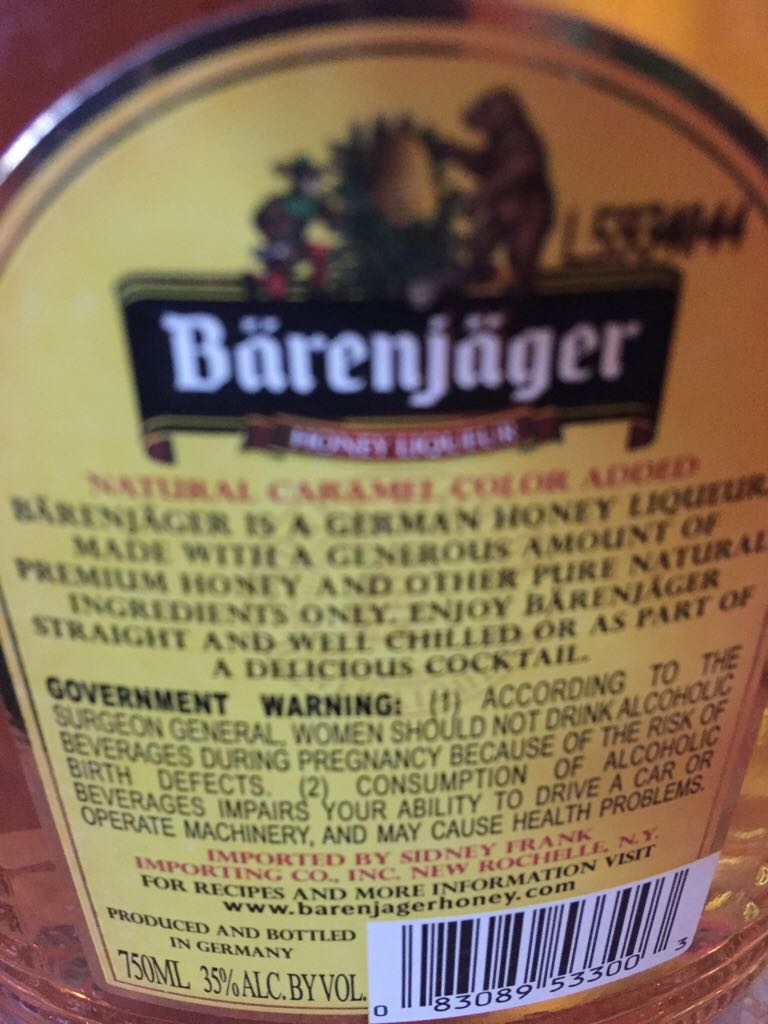 Bärenjäger
HONEY LIQUEUR
NATURAL CARAMEL COLOR ADDED
BÄRENJÄGER IS A GERMAN HONEY LIQUEUR,
MADE WITH A GENEROUS AMOUNT OF
PREMIUM HONEY AND OTHER PURE NATURAL
INGREDIENTS ONLY. ENJOY BÄRENJÄGER
STRAIGHT AND WELL CHILLED OR AS PART OF
A DELICIOUS COCKTAIL.
GOVERNMENT WARNING: (1) ACCORDING TO THE
SURGEON GENERAL, WOMEN SHOULD NOT DRINK ALCOHOLIC
BEVERAGES DURING PREGNANCY BECAUSE OF THE RISK OF
BIRTH DEFECTS. (2) CONSUMPTION OF ALCOHOLIC
BEVERAGES IMPAIRS YOUR ABILITY TO DRIVE A CAR OR
OPERATE MACHINERY, AND MAY CAUSE HEALTH PROBLEMS.
IMPORTED BY SIDNEY FRANK
IMPORTING CO., INC. NEW ROCHELLE, N.Y.
FOR RECIPES AND MORE INFORMATION VISIT
www.barenjagerhoney.com
PRODUCED AND BOTTLED
IN GERMANY
750ML 35% ALC. BY VOL.
0 83089 53300 3